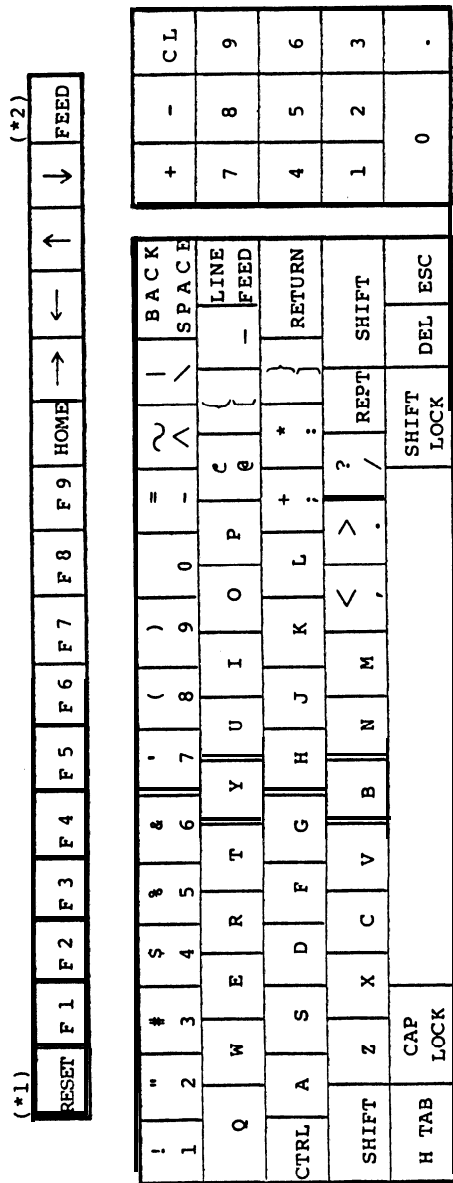 (*1) (*2)
RESET F1 F2 F3 F4 F5 F6 F7 F8 F9 HOME → ← ↑ ↓ FEED
! " # $ % & ' ( ) = ~ | BACK
1 2 3 4 5 6 7 8 9 0 - ^ \ SPACE
Q W E R T Y U I O P @ { [ _ LINE FEED
CTRL A S D F G H J K L + ; * : } ] RETURN
SHIFT Z X C V B N M < , > . ? / REPT SHIFT
H TAB CAP LOCK SHIFT LOCK DEL ESC
+ - CL
7 8 9
4 5 6
1 2 3
0 .